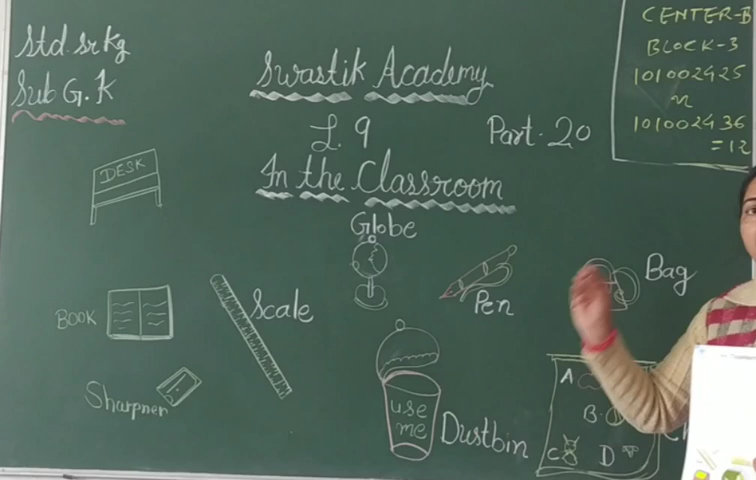 Std. Sr Kg
Sub G.K
Swastik Academy
L. 9
Part. 20
In the Classroom
CENTER-B
BLOCK-3
101002425
101002436
=12
DESK
Globe
Pen
Bag
BOOK
Scale
Sharpner
use
me
Dustbin
A
B
C
D